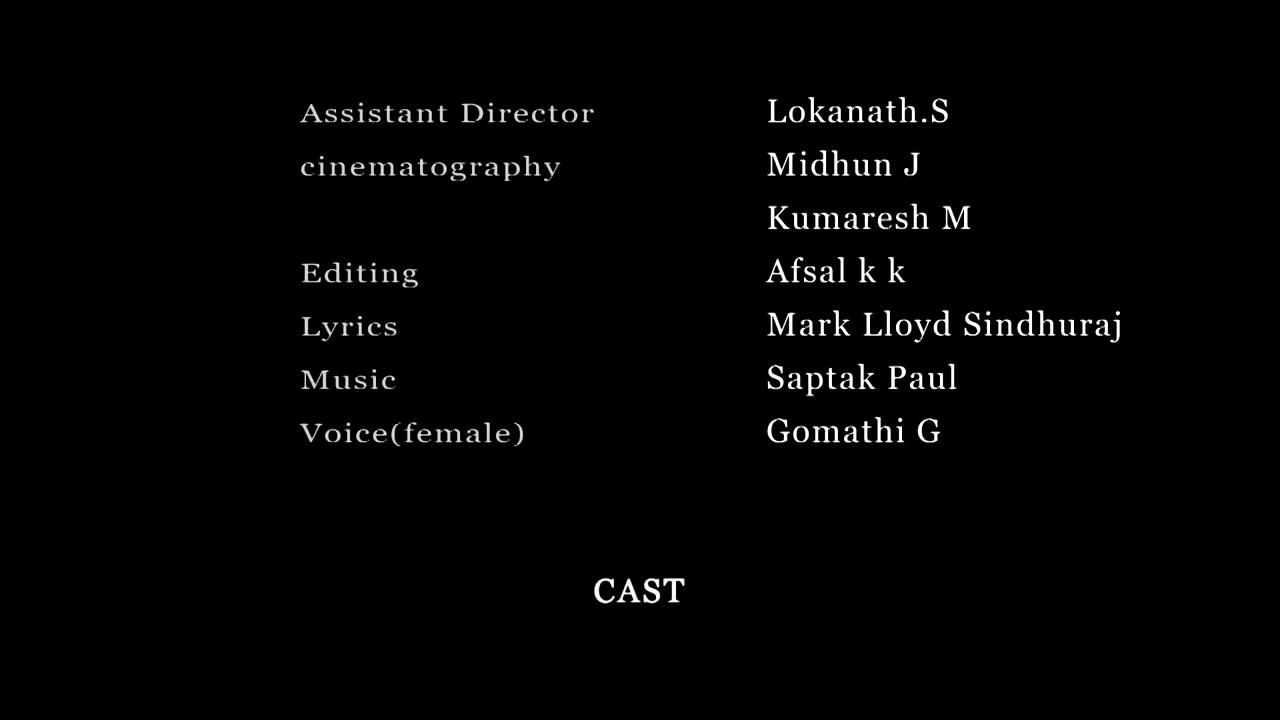 Assistant Director Lokanath.S
cinematography Midhun J
Kumaresh M
Editing Afsal k k
Lyrics Mark Lloyd Sindhuraj
Music Saptak Paul
Voice(female) Gomathi G
CAST